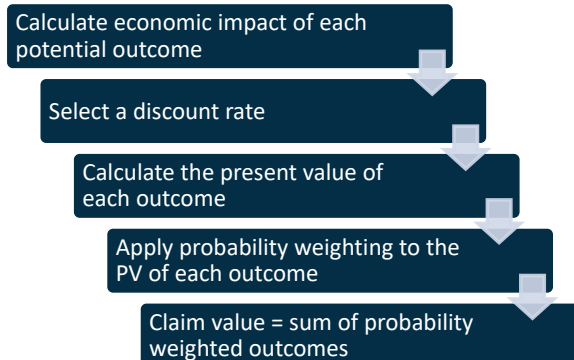 Calculate economic impact of each
potential outcome
Select a discount rate
Calculate the present value of
each outcome
Apply probability weighting to the
PV of each outcome
Claim value = sum of probability
weighted outcomes